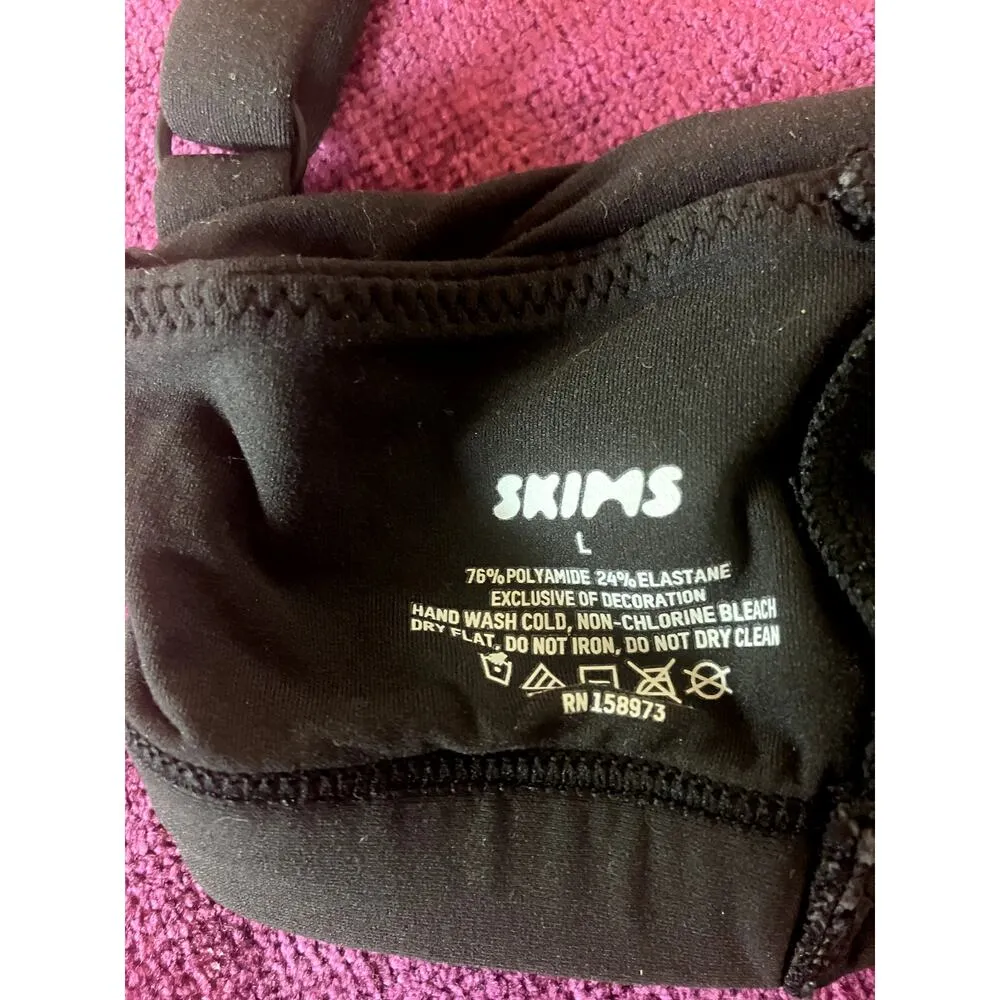 SKIMS
L
76% POLYAMIDE 24% ELASTANE
EXCLUSIVE OF DECORATION
HAND WASH COLD, NON-CHLORINE BLEACH
DRY FLAT, DO NOT IRON, DO NOT DRY CLEAN
RN 158973